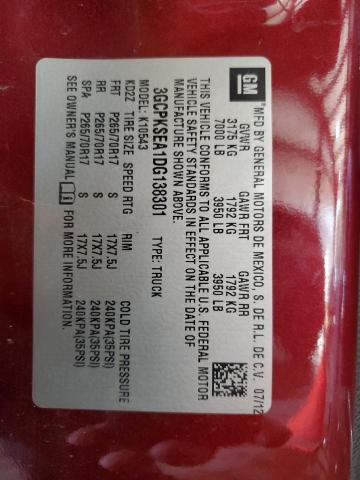 GM
MFD BY GENERAL MOTORS DE MEXICO, S. DE R.L. DE C.V. 07/12
GVWR GAWR FRT GAWR RR
3175 KG 1792 KG 1792 KG
7000 LB 3950 LB 3950 LB
THIS VEHICLE CONFORMS TO ALL APPLICABLE U.S. FEDERAL MOTOR
VEHICLE SAFETY STANDARDS IN EFFECT ON THE DATE OF
MANUFACTURE SHOWN ABOVE.
3GCPKSEA1DG138301 TYPE: TRUCK
MODEL: K10543
KD2Z TIRE SIZE SPEED RTG RIM COLD TIRE PRESSURE
FRT P265/70R17 S 17X7.5J 240KPA(35PSI)
RR P265/70R17 S 17X7.5J 240KPA(35PSI)
SPA P265/70R17 S 17X7.5J 240KPA(35PSI)
SEE OWNER'S MANUAL